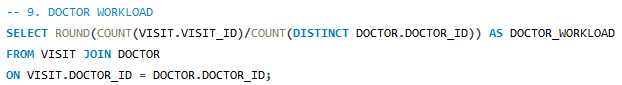 -- 9. DOCTOR WORKLOAD
SELECT ROUND(COUNT(VISIT.VISIT_ID)/COUNT(DISTINCT DOCTOR.DOCTOR_ID)) AS DOCTOR_WORKLOAD
FROM VISIT JOIN DOCTOR
ON VISIT.DOCTOR_ID = DOCTOR.DOCTOR_ID;